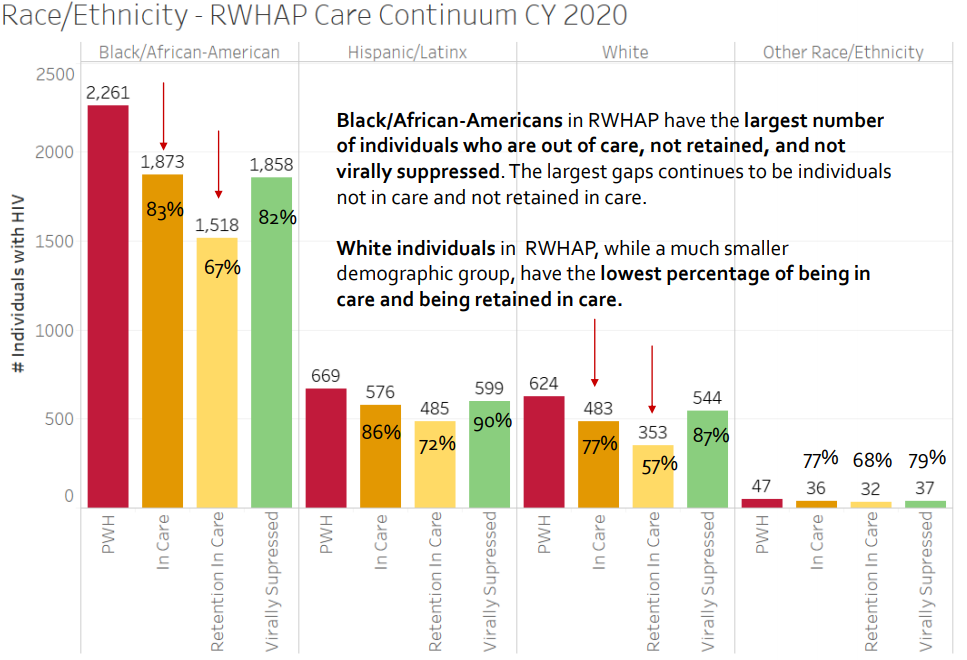 Race/Ethnicity - RWHAP Care Continuum CY 2020
Black/African-American
Hispanic/Latinx
White
Other Race/Ethnicity
# Individuals with HIV
2500
2000
1500
1000
500
0
2,261
1,873
83%
1,518
67%
1,858
82%
Black/African-Americans in RWHAP have the largest number
of individuals who are out of care, not retained, and not
virally suppressed. The largest gaps continues to be individuals
not in care and not retained in care.
White individuals in RWHAP, while a much smaller
demographic group, have the lowest percentage of being in
care and being retained in care.
669
576
86%
485
72%
599
90%
624
483
77%
353
57%
544
87%
47
77%
36
68%
32
79%
37
PWH
In Care
Retention In Care
Virally Supressed
PWH
In Care
Retention In Care
Virally Supressed
PWH
In Care
Retention In Care
Virally Supressed
PWH
In Care
Retention In Care
Virally Supressed